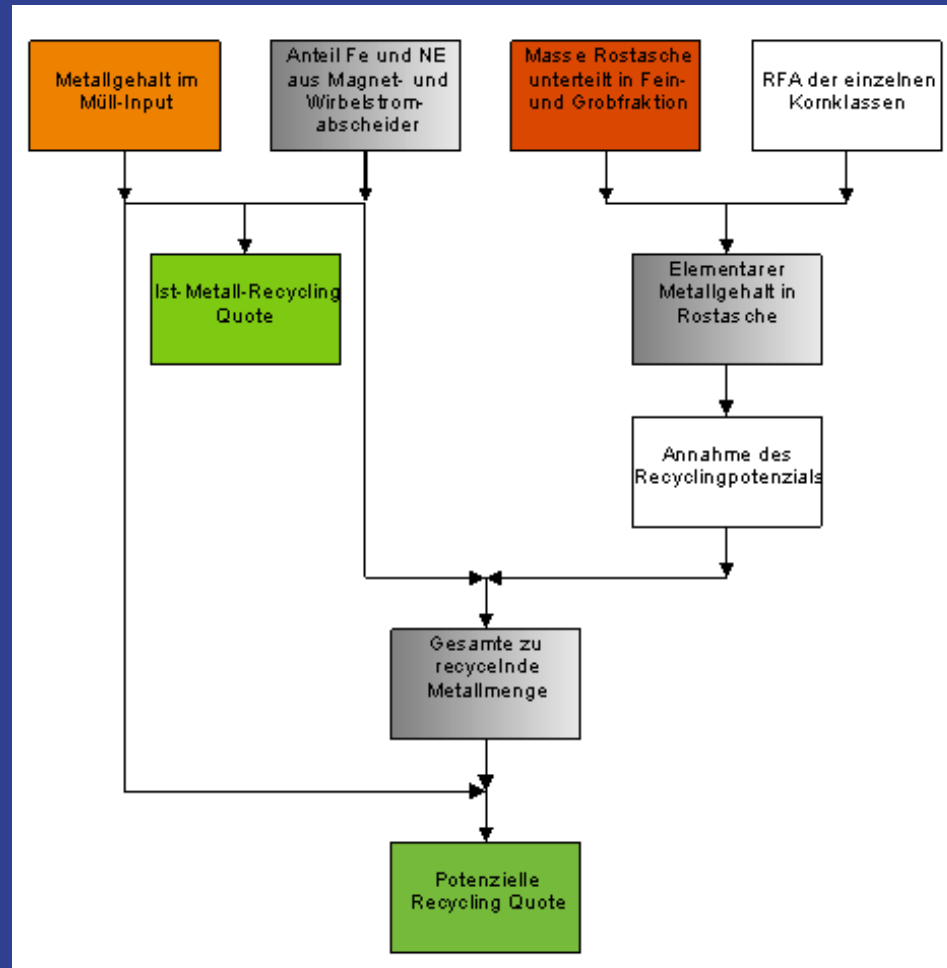 Metallgehalt im
Müll-Input
Anteil Fe und NE
aus Magnet- und
Wirbelstrom-
abscheider
Masse Rostasche
unterteilt in Fein-
und Grobfraktion
RFA der einzelnen
Kornklassen
Ist-Metall-Recycling
Quote
Elementarer
Metallgehalt in
Rostasche
Annahme des
Recyclingpotenzials
Gesamte zu
recycelnde
Metallmenge
Potenzielle
Recycling Quote